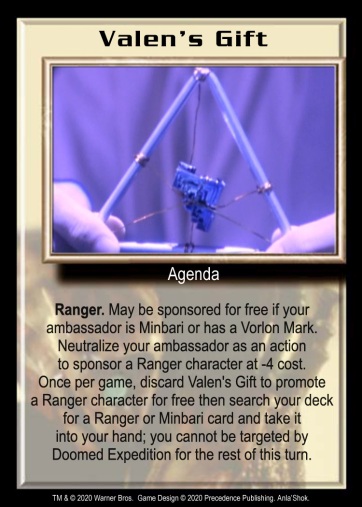 Valen's Gift
Agenda
Ranger. May be sponsored for free if your
ambassador is Minbari or has a Vorlon Mark.
Neutralize your ambassador as an action
to sponsor a Ranger character at -4 cost.
Once per game, discard Valen's Gift to promote
a Ranger character for free then search your deck
for a Ranger or Minbari card and take it
into your hand; you cannot be targeted by
Doomed Expedition for the rest of this turn.
TM & © 2020 Warner Bros. Game Design © 2020 Precedence Publishing. Anla'Shok.